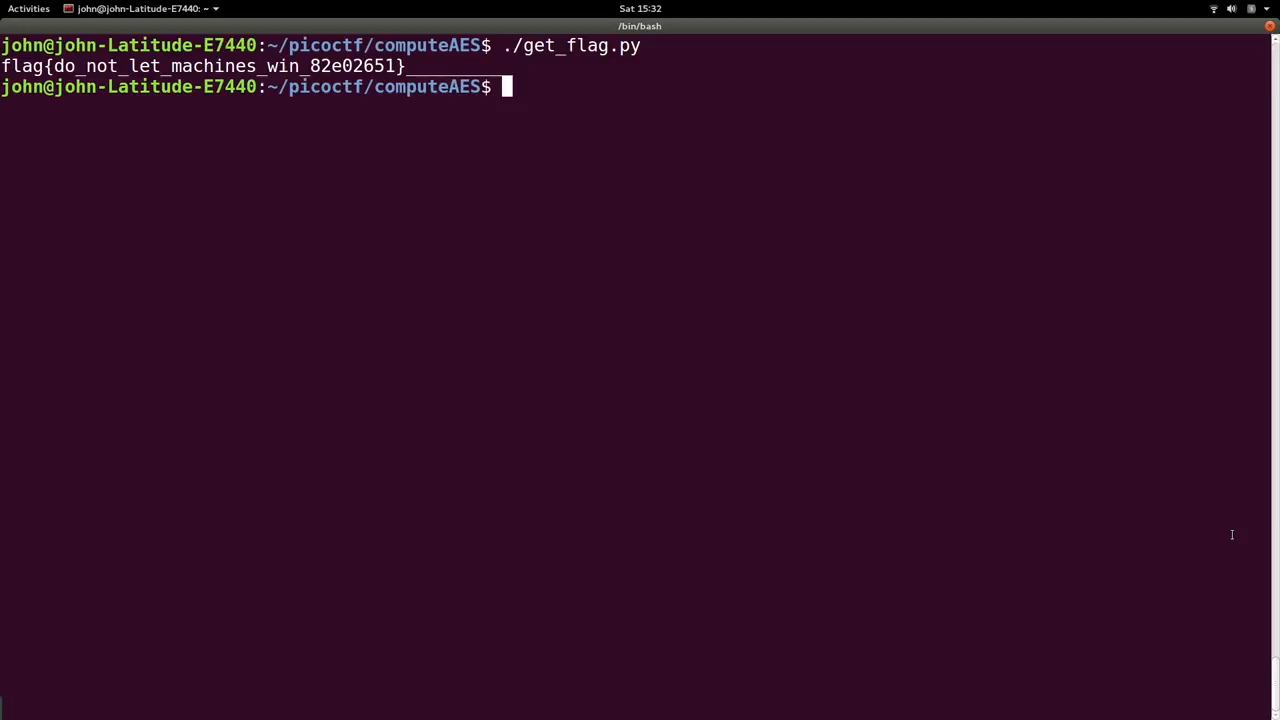 Activities john@john-Latitude-E7440: ~ Sat 15:32
/bin/bash
john@john-Latitude-E7440:~/picoctf/computeAES$ ./get_flag.py
flag{do_not_let_machines_win_82e02651}__________
john@john-Latitude-E7440:~/picoctf/computeAES$